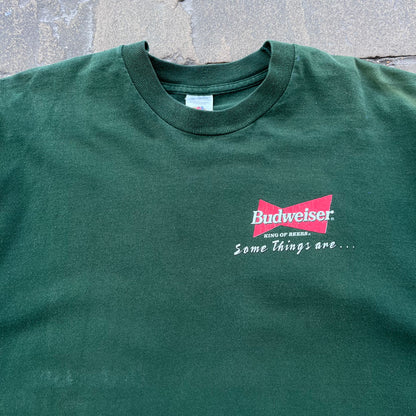 Budweiser®
KING OF BEERS®
Some Things are...